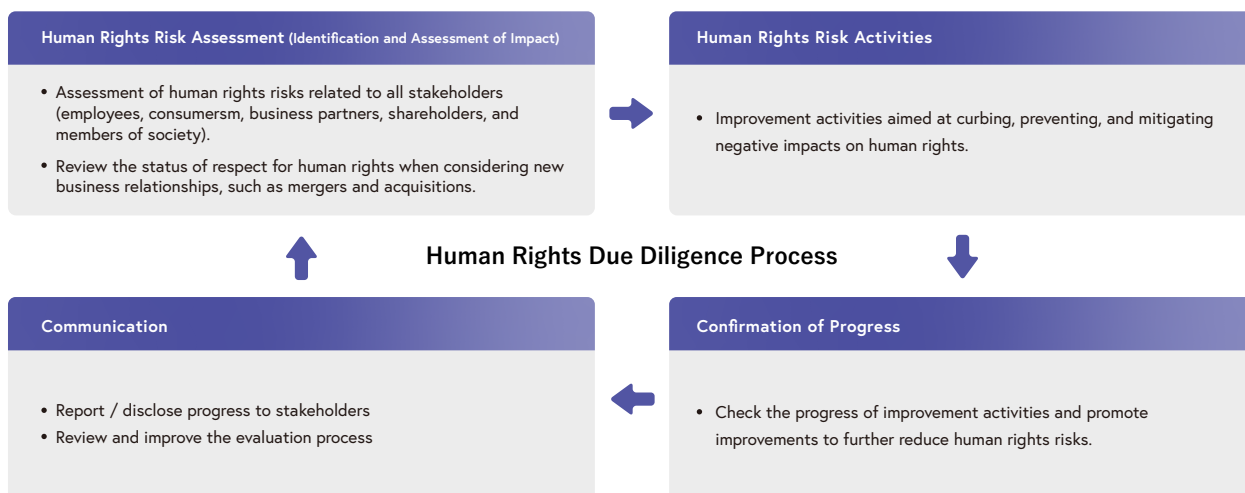 Human Rights Risk Assessment (Identification and Assessment of Impact)
• Assessment of human rights risks related to all stakeholders
(employees, consumersm, business partners, shareholders, and
members of society).
• Review the status of respect for human rights when considering new
business relationships, such as mergers and acquisitions.
Human Rights Risk Activities
• Improvement activities aimed at curbing, preventing, and mitigating
negative impacts on human rights.
Human Rights Due Diligence Process
Communication
• Report / disclose progress to stakeholders
• Review and improve the evaluation process
Confirmation of Progress
• Check the progress of improvement activities and promote
improvements to further reduce human rights risks.